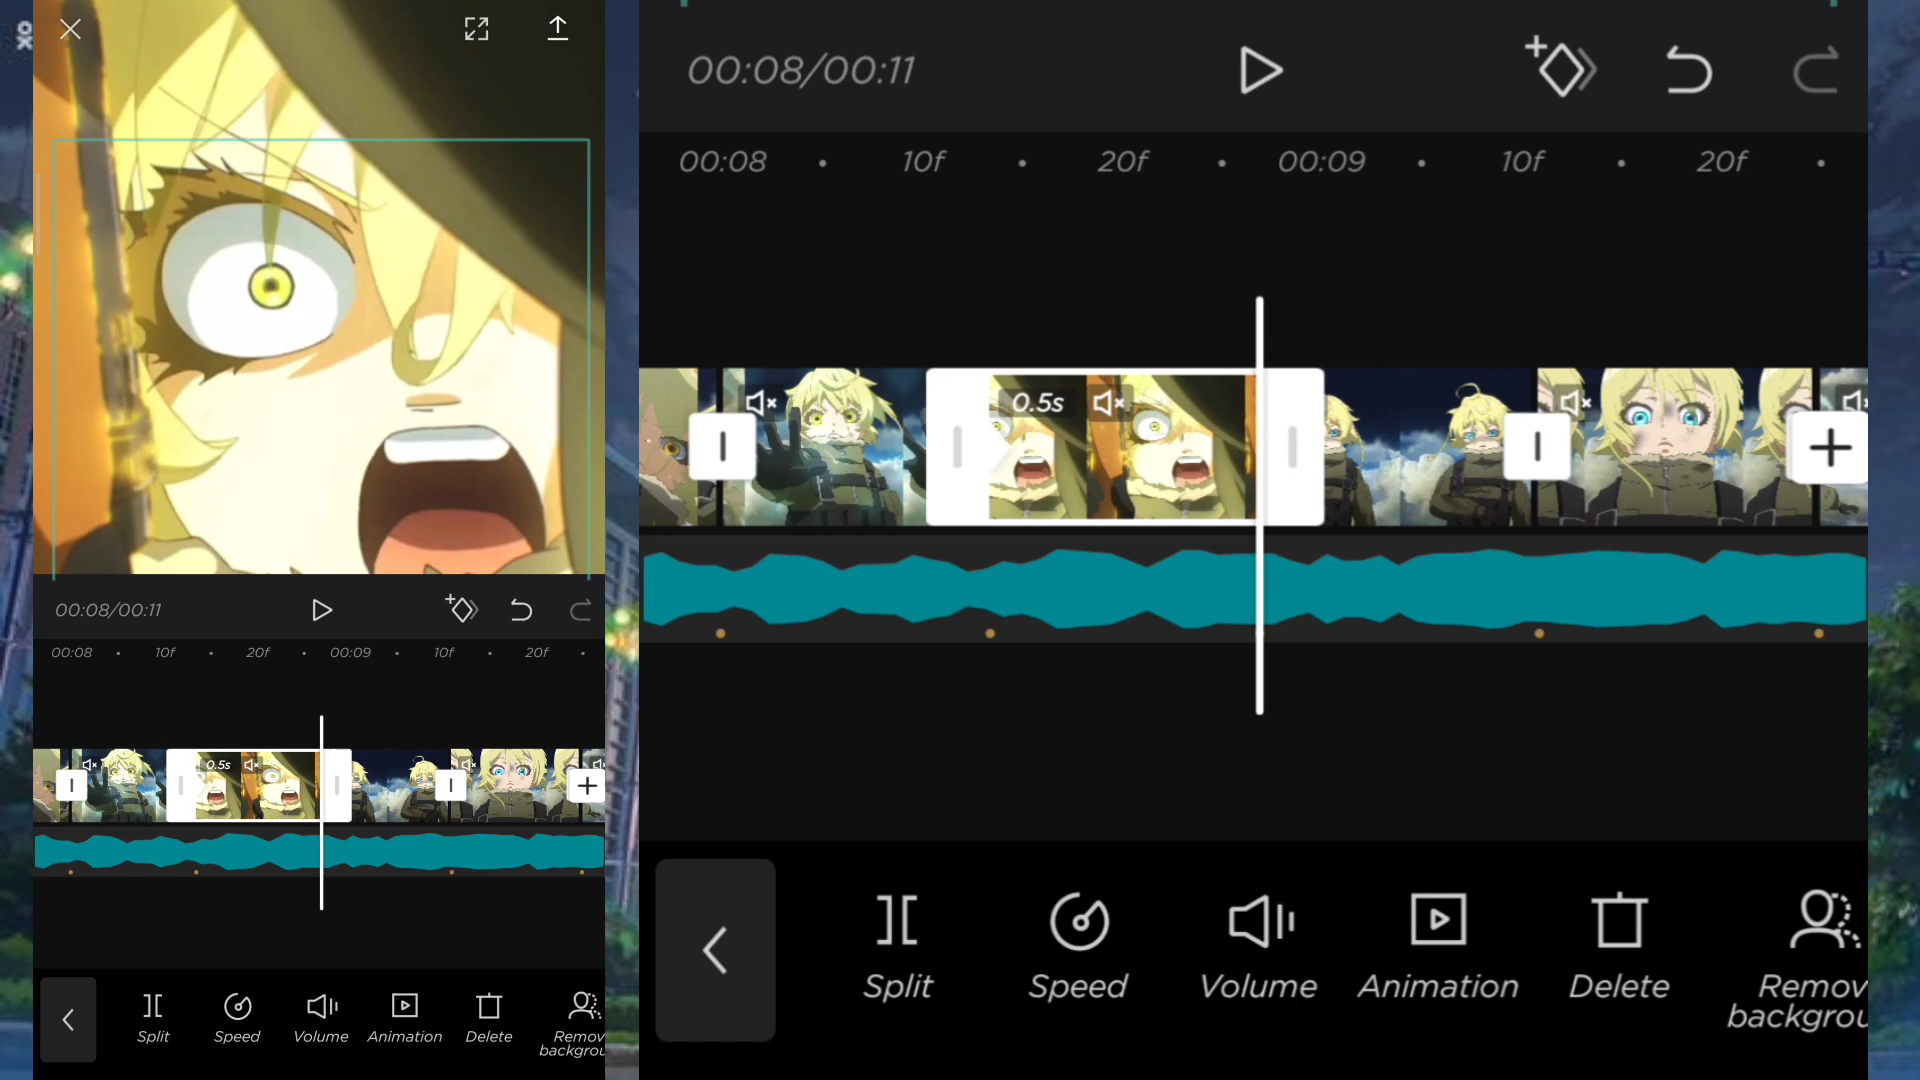 00:08/00:11
00:08 10f 20f 00:09 10f 20f
0.5s
Split Speed Volume Animation Delete Remov
backgrou
00:08/00:11
00:08 10f 20f 00:09 10f 20f
0.5s
Split Speed Volume Animation Delete Remov
backgrou